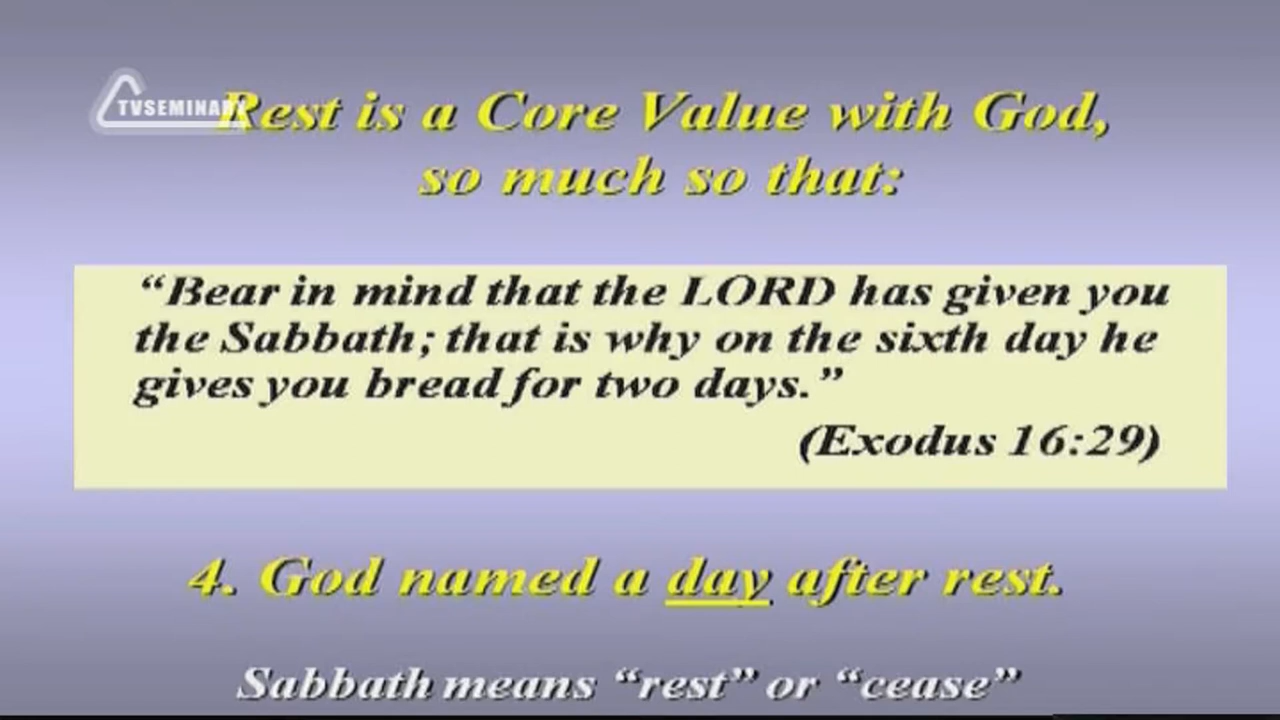 TVSEMINARY
Rest is a Core Value with God,
so much so that:
“Bear in mind that the LORD has given you
the Sabbath; that is why on the sixth day he
gives you bread for two days.”
(Exodus 16:29)
4. God named a day after rest.
Sabbath means “rest” or “cease”